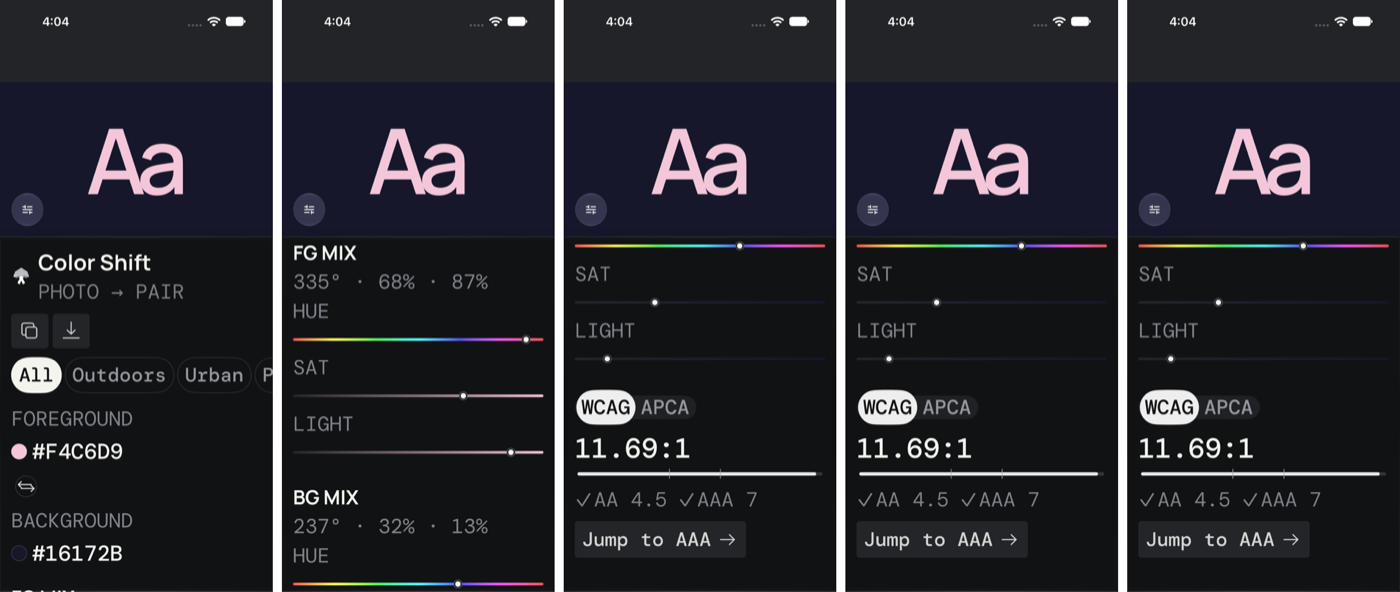 4:04
Aa
Color Shift
PHOTO → PAIR
All Outdoors Urban P
FOREGROUND
#F4C6D9
BACKGROUND
#16172B
4:04
Aa
FG MIX
335° · 68% · 87%
HUE
SAT
LIGHT
BG MIX
237° · 32% · 13%
HUE
4:04
Aa
SAT
LIGHT
WCAG APCA
11.69:1
✓AA 4.5 ✓AAA 7
Jump to AAA →
4:04
Aa
SAT
LIGHT
WCAG APCA
11.69:1
✓AA 4.5 ✓AAA 7
Jump to AAA →
4:04
Aa
SAT
LIGHT
WCAG APCA
11.69:1
✓AA 4.5 ✓AAA 7
Jump to AAA →